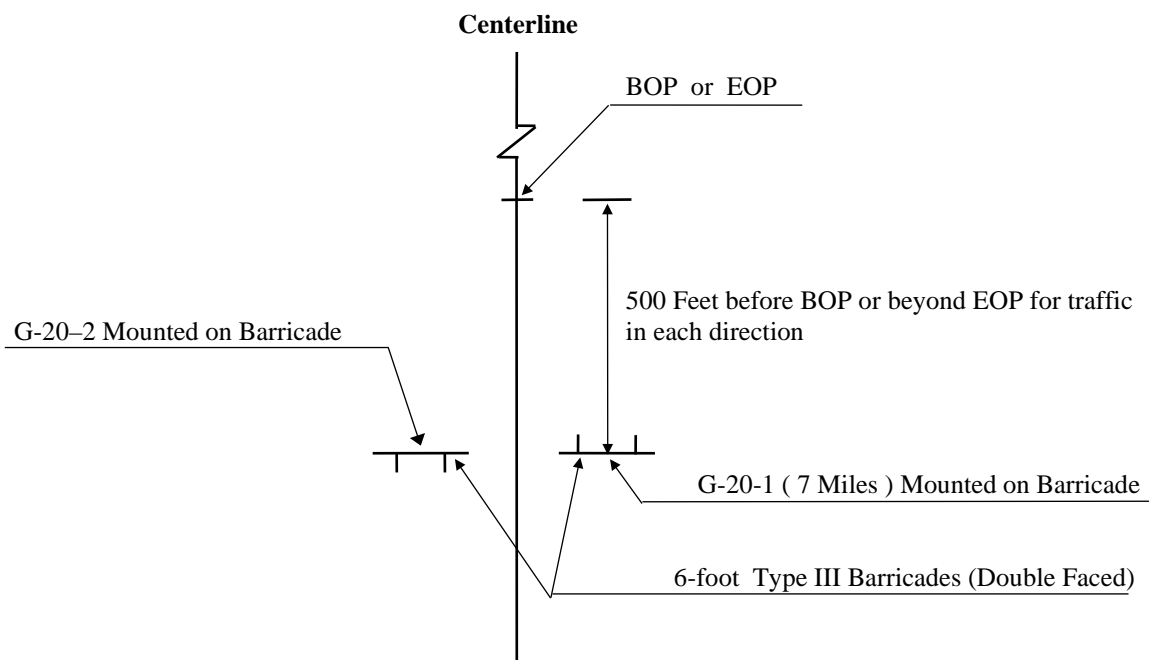 Centerline
BOP or EOP
500 Feet before BOP or beyond EOP for traffic
in each direction
G-20–2 Mounted on Barricade
G-20-1 ( 7 Miles ) Mounted on Barricade
6-foot Type III Barricades (Double Faced)